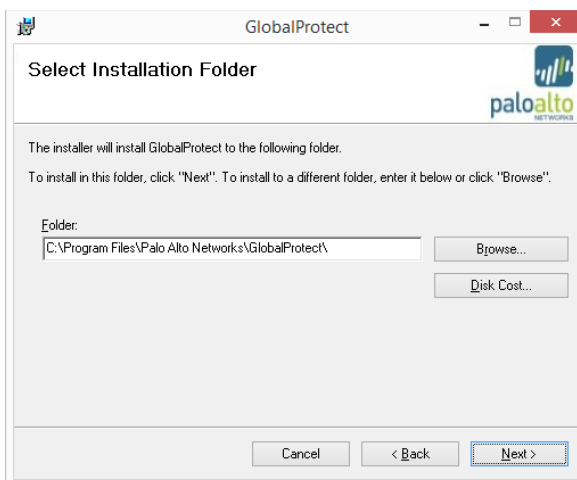 GlobalProtect
Select Installation Folder
paloalto
NETWORKS
The installer will install GlobalProtect to the following folder.
To install in this folder, click "Next". To install to a different folder, enter it below or click "Browse".
Folder:
C:\Program Files\Palo Alto Networks\GlobalProtect\
Browse...
Disk Cost...
Cancel
< Back
Next >